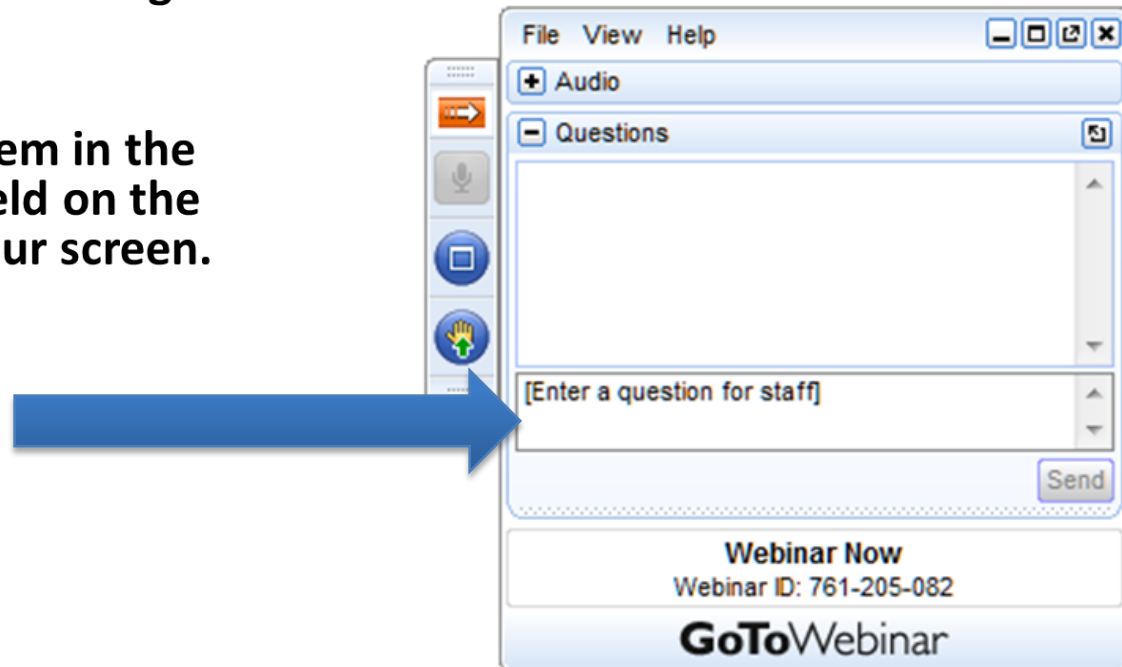 em in the
eld on the
ur screen.
File View Help
Audio
Questions
[Enter a question for staff]
Send
Webinar Now
Webinar ID: 761-205-082
GoToWebinar